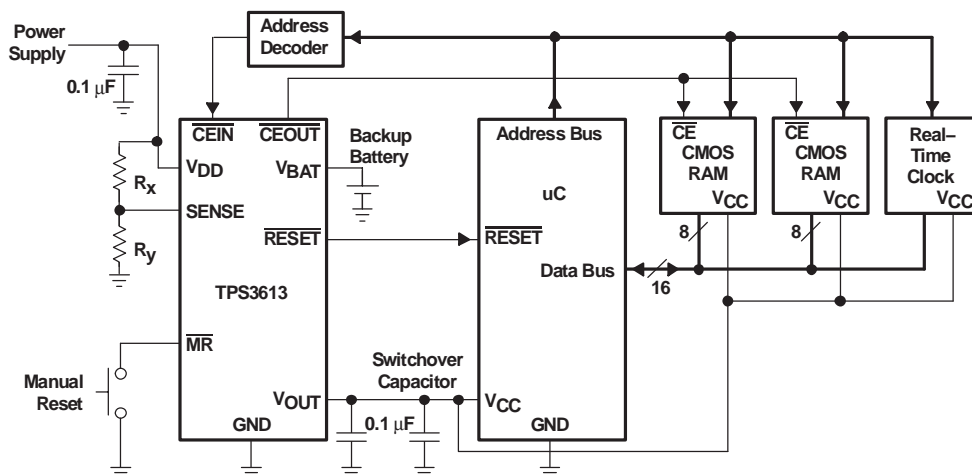 Power
Supply
0.1 μF
Address
Decoder
CEIN
CEOUT
VDD
VBAT
Backup
Battery
Rx
SENSE
Ry
RESET
TPS3613
MR
Manual
Reset
VOUT
GND
Switchover
Capacitor
0.1 μF
Address Bus
uC
RESET
Data Bus
16
VCC
GND
CE
CMOS
RAM
VCC
8
CE
CMOS
RAM
VCC
8
Real–
Time
Clock
VCC